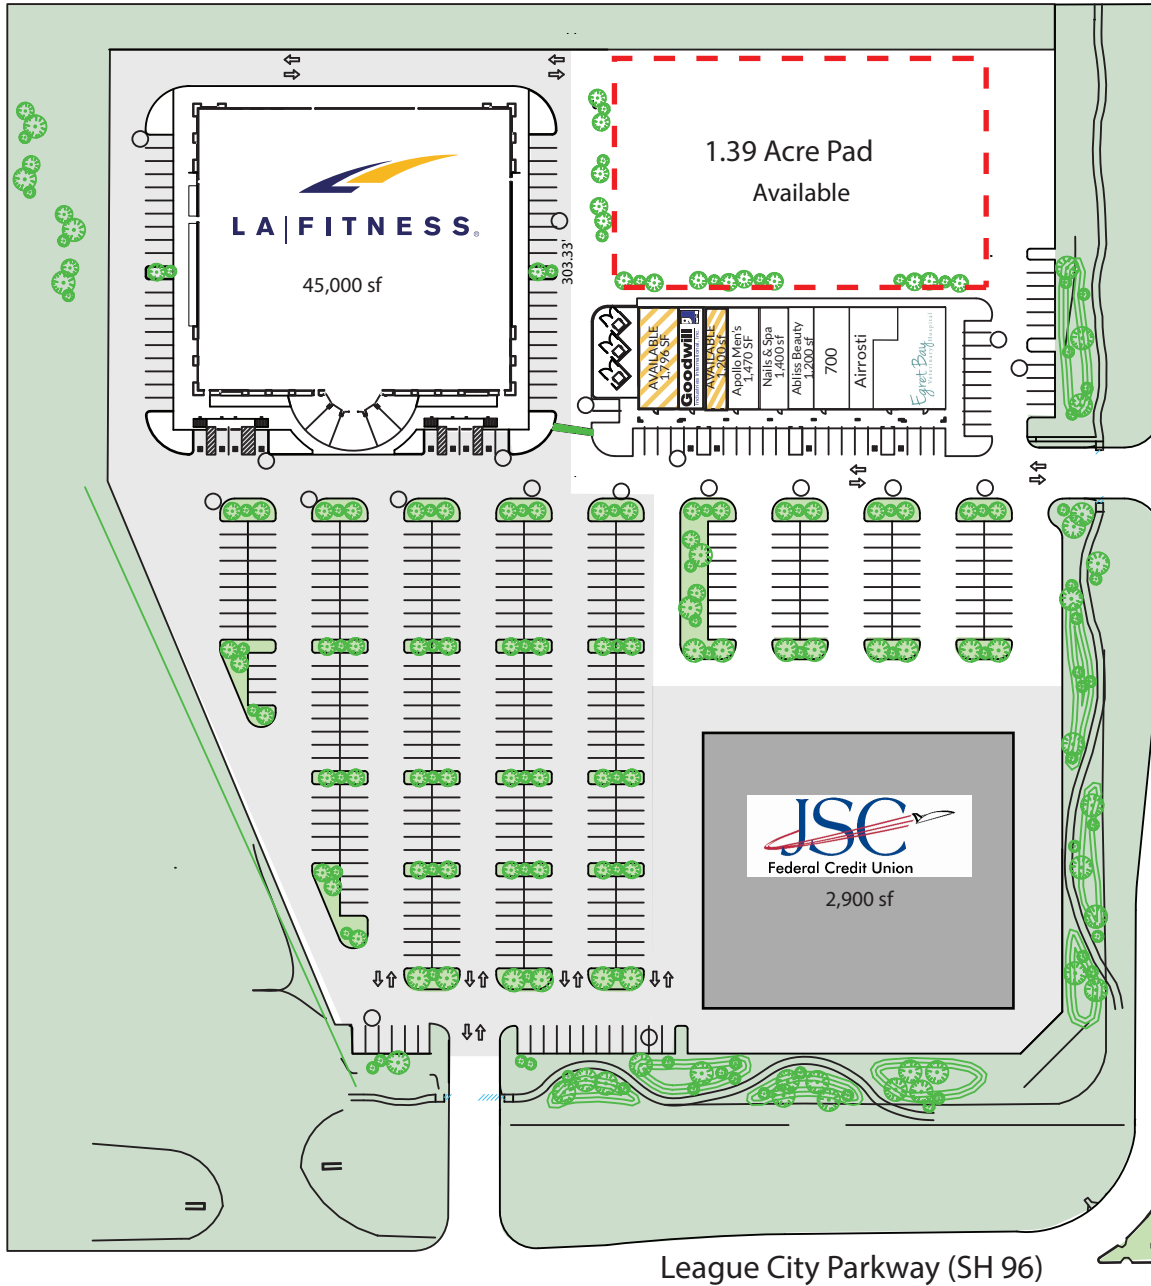 1.39 Acre Pad
Available
LA|FITNESS®
45,000 sf
303.33'
AVAILABLE
1,796 SF
Goodwill
AVAILABLE
1,200 sf
Apollo Men's
1,470 SF
Nails & Spa
1,400 sf
Abliss Beauty
1,200 sf
700
Airrosti
Egret Bay
Veterinary Hospital
JSC
Federal Credit Union
2,900 sf
League City Parkway (SH 96)